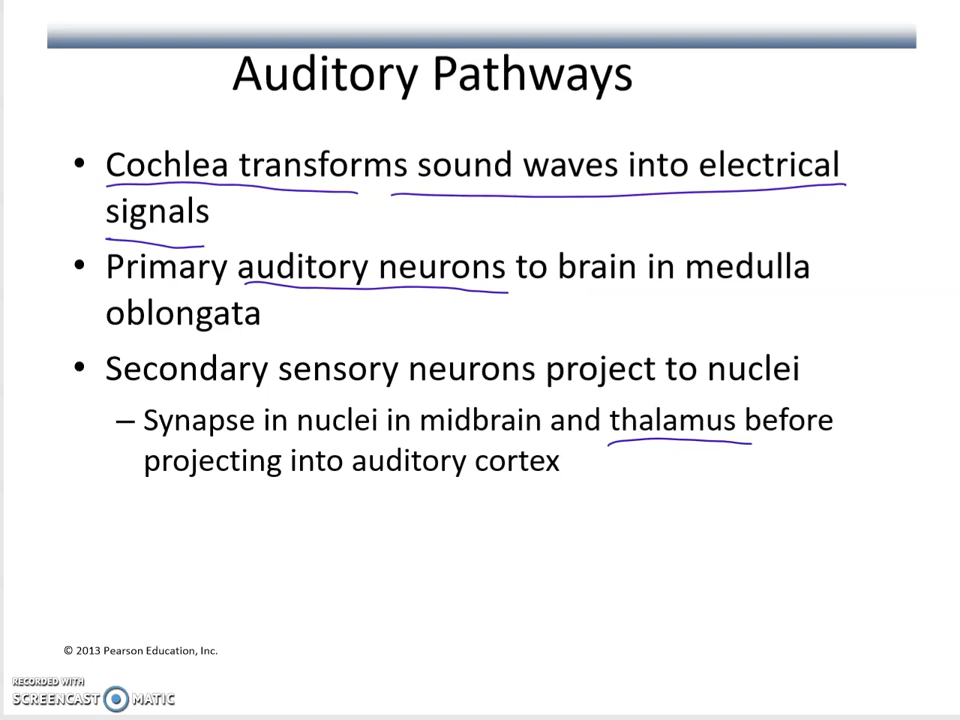 Auditory Pathways
• Cochlea transforms sound waves into electrical
signals
• Primary auditory neurons to brain in medulla
oblongata
• Secondary sensory neurons project to nuclei
– Synapse in nuclei in midbrain and thalamus before
projecting into auditory cortex
© 2013 Pearson Education, Inc.
RECORDED WITH
SCREENCAST MATIC